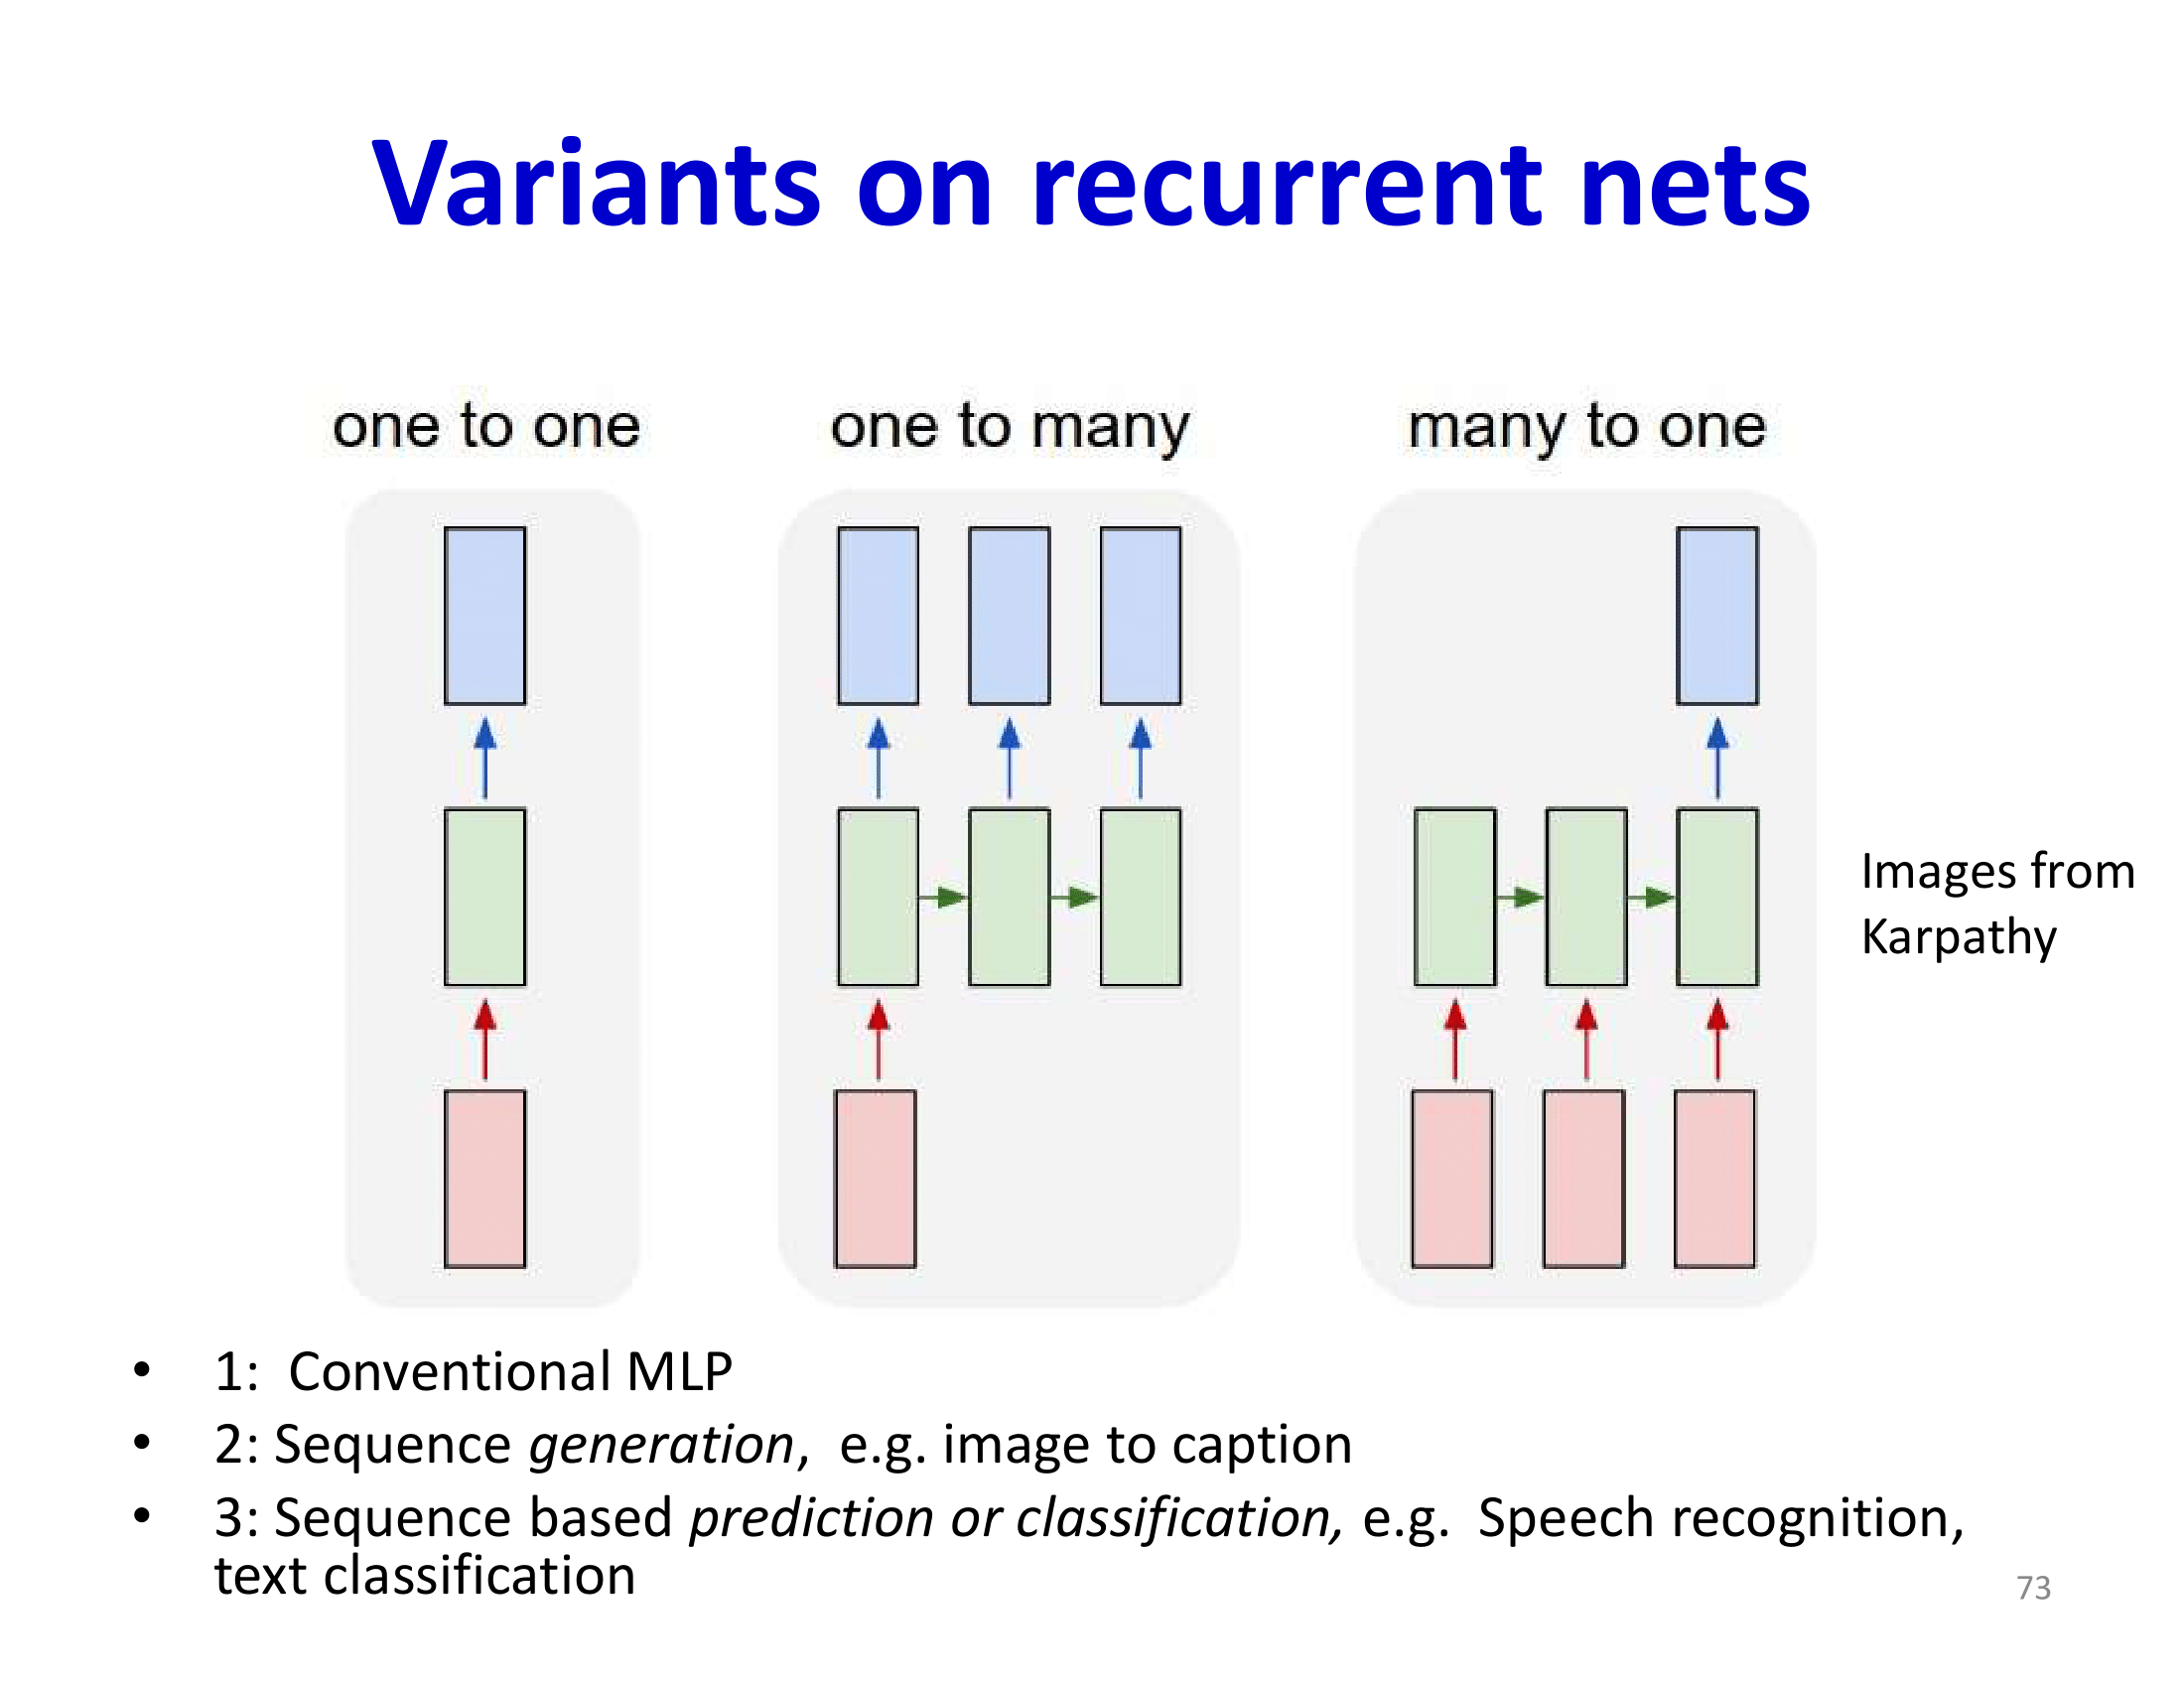 Variants on recurrent nets
one to one
one to many
many to one
Images from
Karpathy
• 1:  Conventional MLP
• 2: Sequence generation,  e.g. image to caption
• 3: Sequence based prediction or classification, e.g.  Speech recognition,
text classification
73